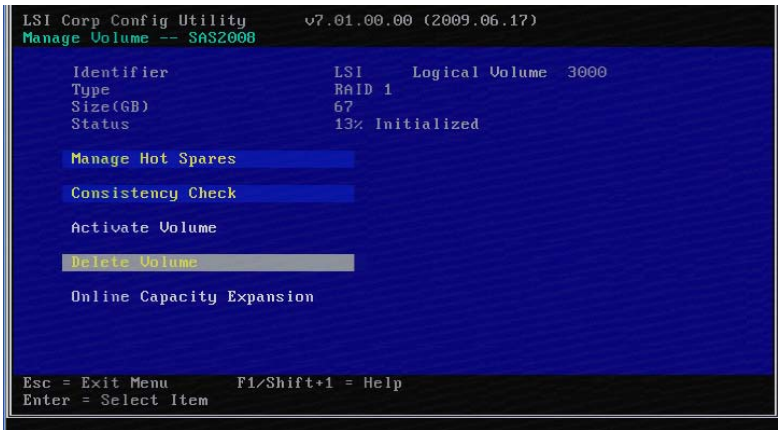 LSI Corp Config Utility v7.01.00.00 (2009.06.17)
Manage Volume -- SAS2008
Identifier LSI Logical Volume 3000
Type RAID 1
Size(GB) 67
Status 13% Initialized
Manage Hot Spares
Consistency Check
Activate Volume
Delete Volume
Online Capacity Expansion
Esc = Exit Menu F1/Shift+1 = Help
Enter = Select Item